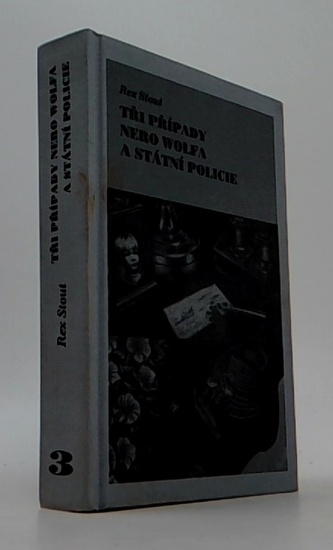 Rex Stout
TŘI PŘÍPADY
NERO WOLFA
A STÁTNÍ POLICIE
TŘI PŘÍPADY NERO WOLFA
A STÁTNÍ POLICIE
Rex Stout
3